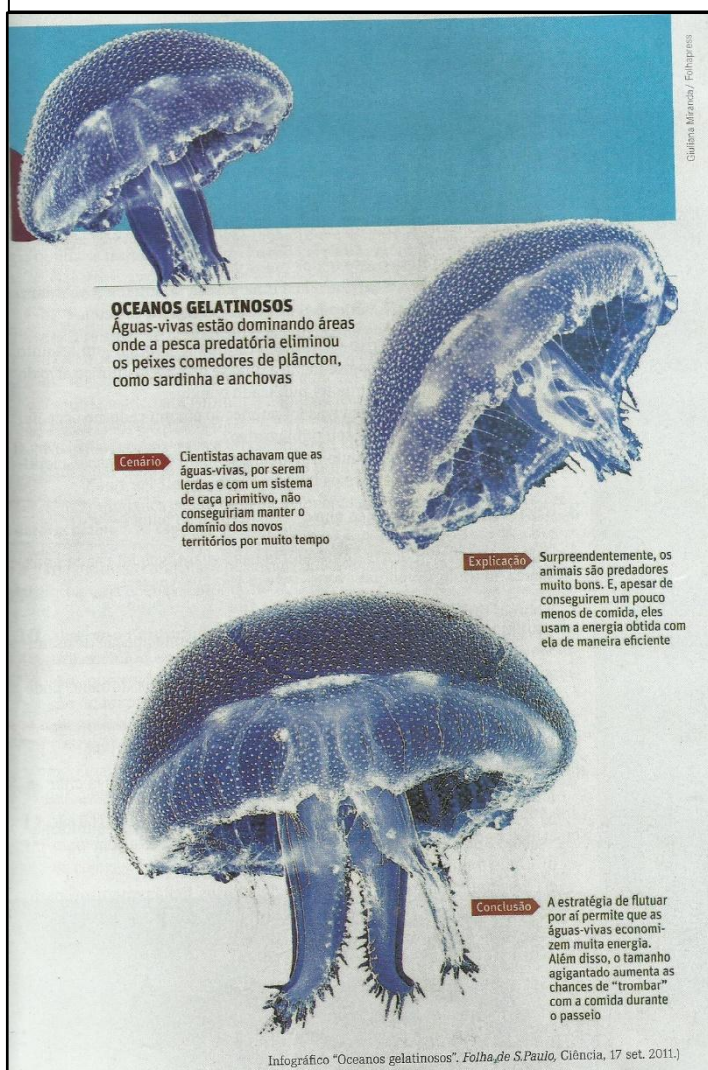 Giuliana Miranda/ Folhapress
OCEANOS GELATINOSOS
Águas-vivas estão dominando áreas
onde a pesca predatória eliminou
os peixes comedores de plâncton,
como sardinha e anchovas
Cenário
Cientistas achavam que as
águas-vivas, por serem
lerdas e com um sistema
de caça primitivo, não
conseguiriam manter o
domínio dos novos
territórios por muito tempo
Explicação
Surpreendentemente, os
animais são predadores
muito bons. E, apesar de
conseguirem um pouco
menos de comida, eles
usam a energia obtida com
ela de maneira eficiente
Conclusão
A estratégia de flutuar
por aí permite que as
águas-vivas economi-
zem muita energia.
Além disso, o tamanho
agigantado aumenta as
chances de “trombar”
com a comida durante
o passeio
Infográfico “Oceanos gelatinosos”. Folha de S.Paulo, Ciência, 17 set. 2011.)